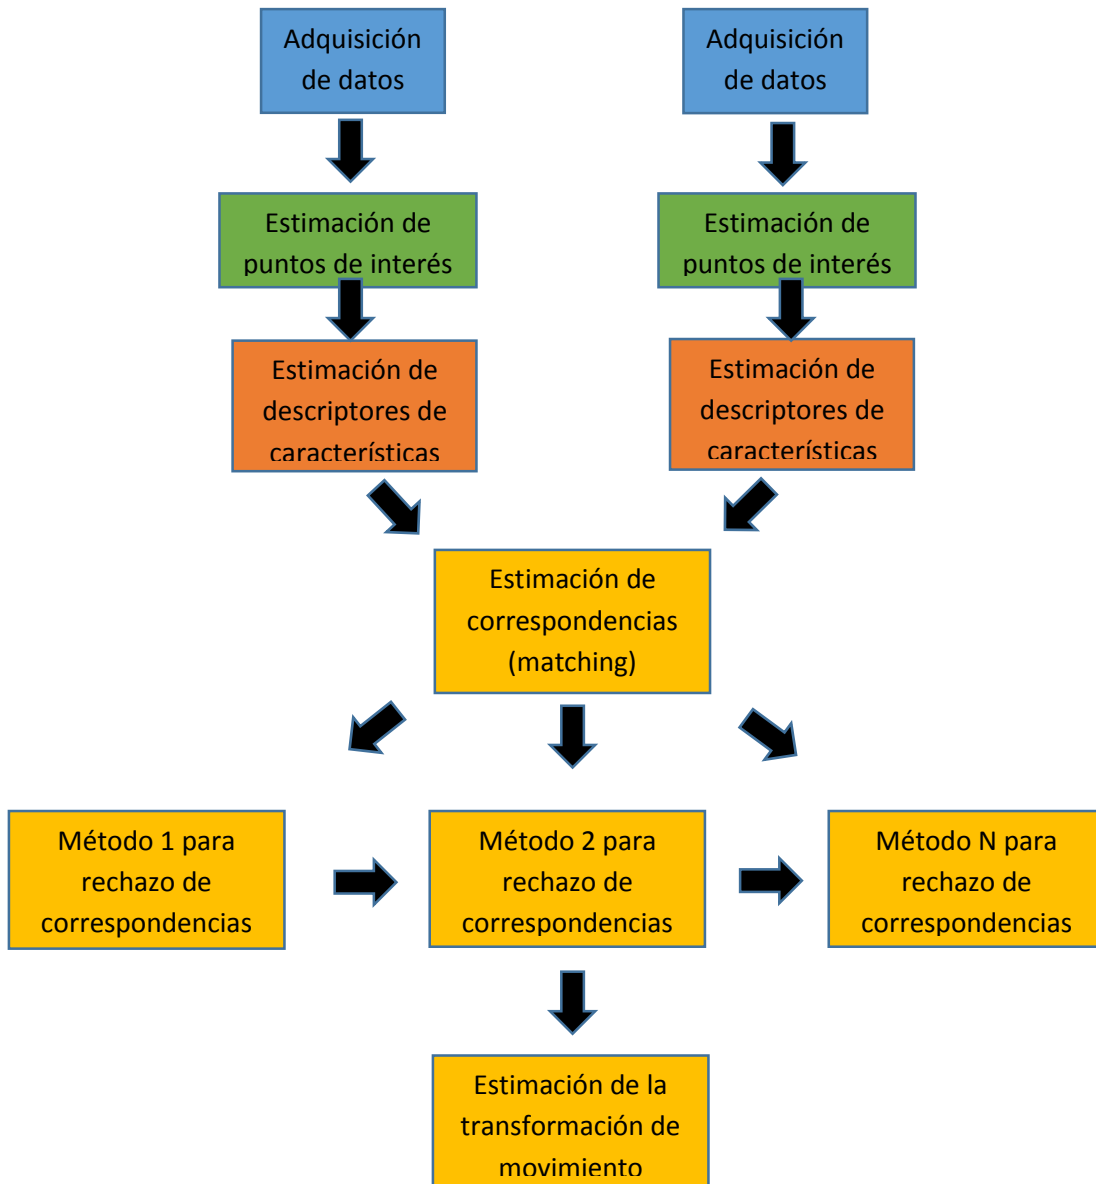 Adquisición
de datos
Adquisición
de datos
Estimación de
puntos de interés
Estimación de
puntos de interés
Estimación de
descriptores de
características
Estimación de
descriptores de
características
Estimación de
correspondencias
(matching)
Método 1 para
rechazo de
correspondencias
Método 2 para
rechazo de
correspondencias
Método N para
rechazo de
correspondencias
Estimación de la
transformación de
movimiento